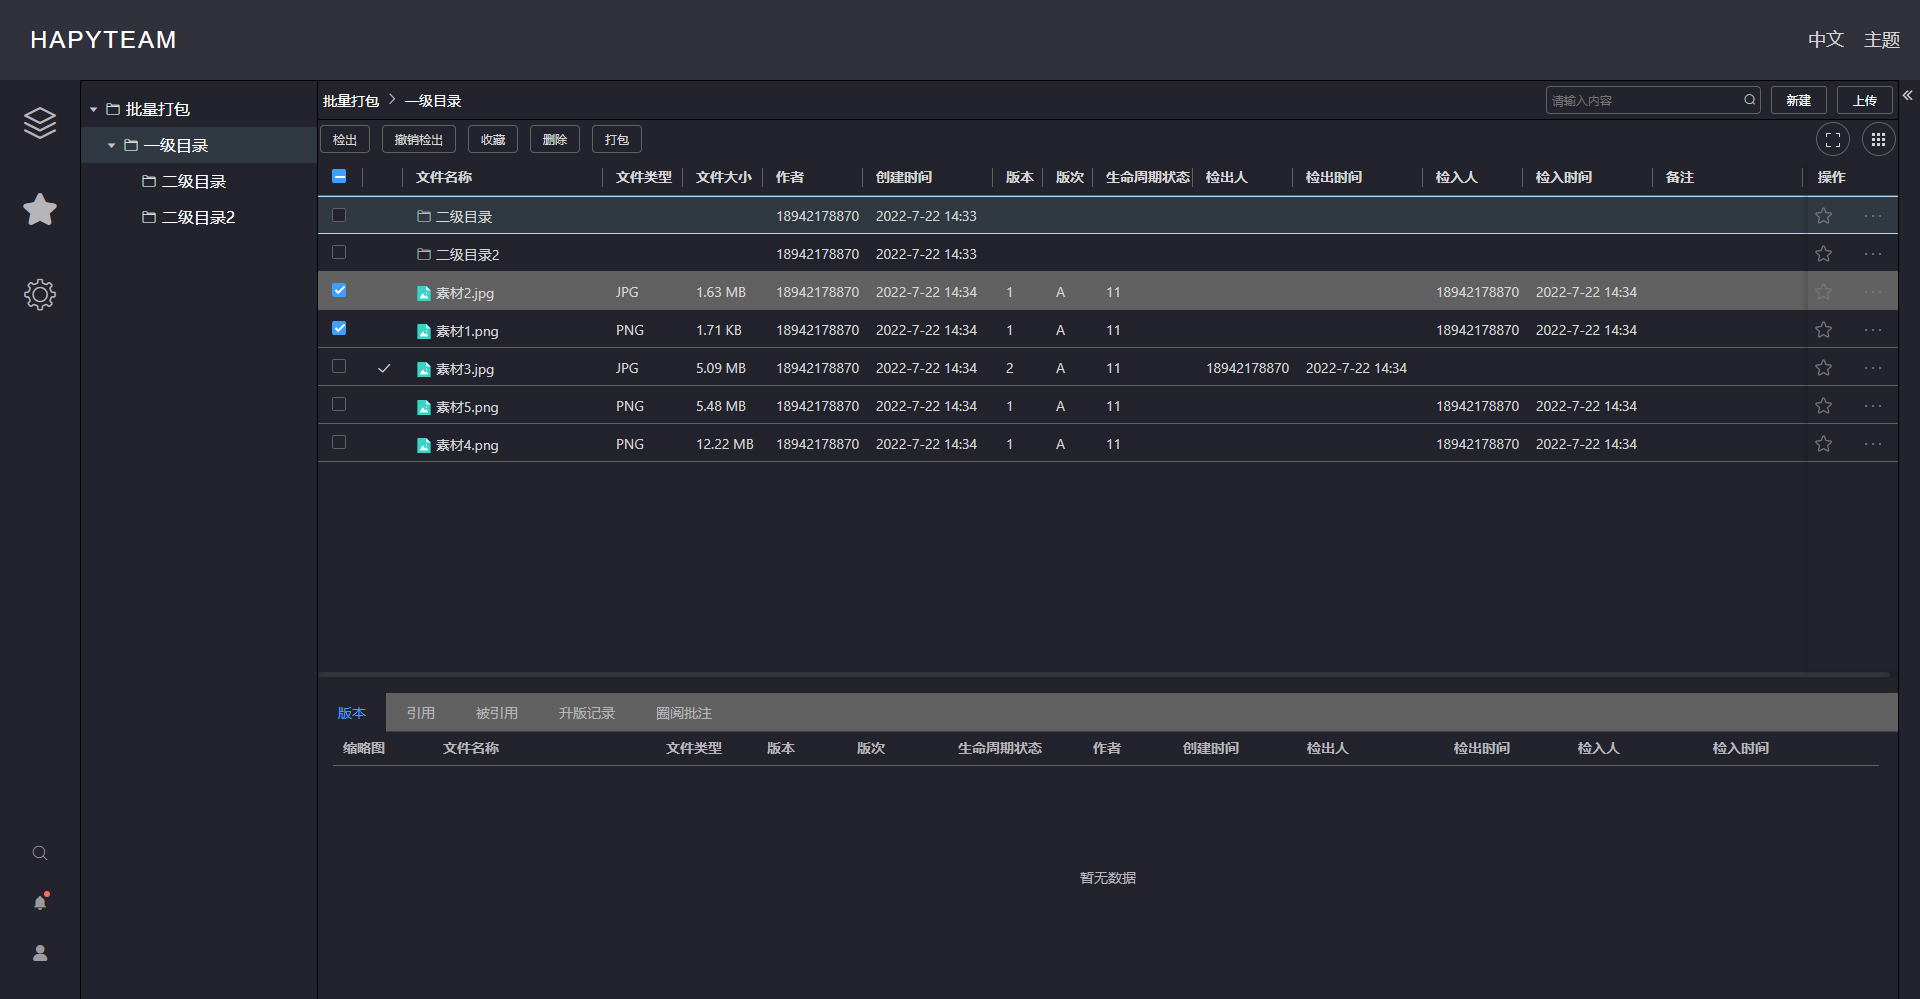 HAPYTEAM
中文 主题
批量打包
一级目录
二级目录
二级目录2
批量打包 > 一级目录
请输入内容 新建 上传
检出 撤销检出 收藏 删除 打包
文件名称 文件类型 文件大小 作者 创建时间 版本 版次 生命周期状态 检出人 检出时间 检入人 检入时间 备注 操作
二级目录 18942178870 2022-7-22 14:33 ···
二级目录2 18942178870 2022-7-22 14:33 ···
素材2.jpg JPG 1.63 MB 18942178870 2022-7-22 14:34 1 A 11 18942178870 2022-7-22 14:34 ···
素材1.png PNG 1.71 KB 18942178870 2022-7-22 14:34 1 A 11 18942178870 2022-7-22 14:34 ···
素材3.jpg JPG 5.09 MB 18942178870 2022-7-22 14:34 2 A 11 18942178870 2022-7-22 14:34 ···
素材5.png PNG 5.48 MB 18942178870 2022-7-22 14:34 1 A 11 18942178870 2022-7-22 14:34 ···
素材4.png PNG 12.22 MB 18942178870 2022-7-22 14:34 1 A 11 18942178870 2022-7-22 14:34 ···
版本 引用 被引用 升版记录 圈阅批注
缩略图 文件名称 文件类型 版本 版次 生命周期状态 作者 创建时间 检出人 检出时间 检入人 检入时间
暂无数据